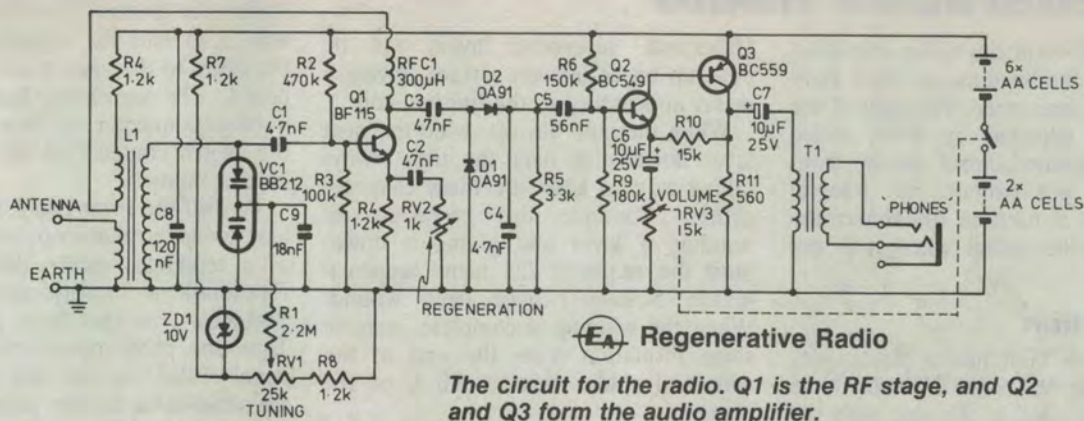 R4
1.2k
R7
1.2k
R2
470k
RF C1
300µH
Q1
BF115
C3
47nF
D2
OA91
C5
56nF
R6
150k
Q2
BC549
Q3
BC559
C7
10µF
25V
6x
AA CELLS
L1
C1
4.7nF
VC1
BB212
C2
47nF
C6
10µF
25V
R10
15k
T1
ANTENNA
C8
120
nF
C9
18nF
R3
100k
R4
1.2k
RV2
1k
D1
OA91
C4
4.7nF
R5
3.3k
R9
180k
VOLUME
RV3
5k
R11
560
'PHONES'
2x
AA CELLS
EARTH
REGENERATION
ZD1
10V
R1
2.2M
RV1
25k
TUNING
R8
1.2k
EA Regenerative Radio
The circuit for the radio. Q1 is the RF stage, and Q2
and Q3 form the audio amplifier.